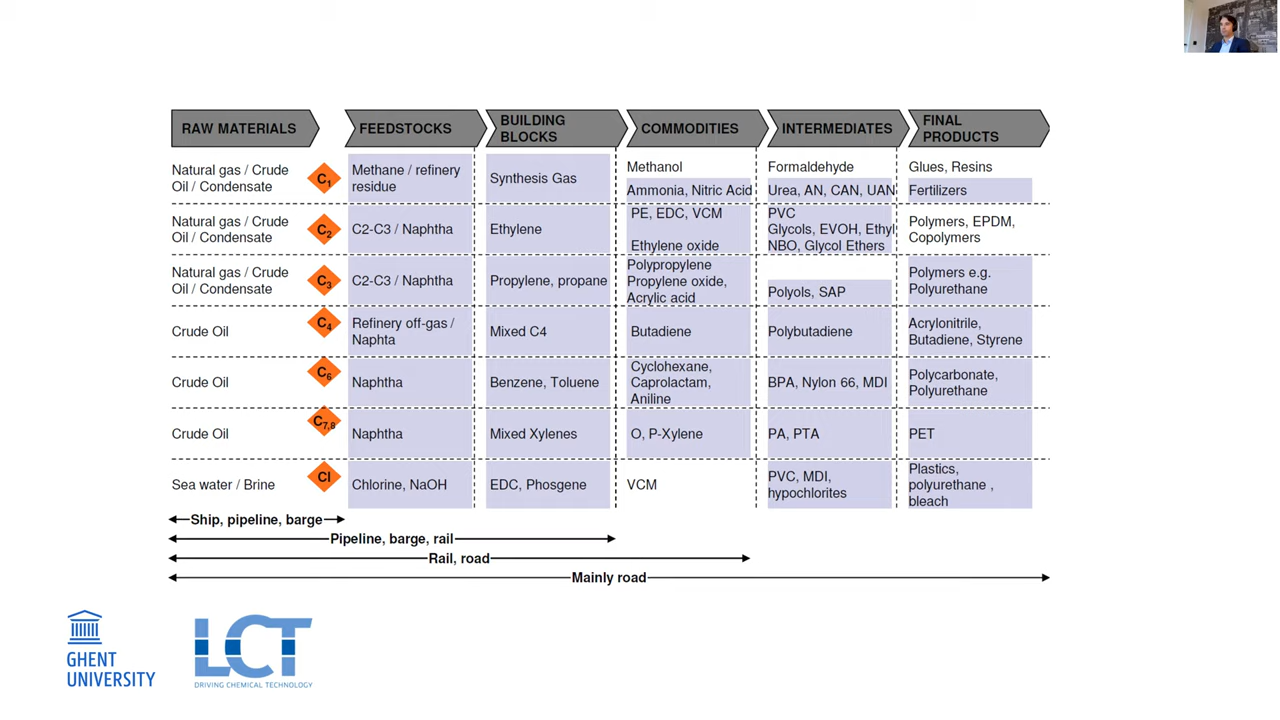 RAW MATERIALS
FEEDSTOCKS
BUILDING
BLOCKS
COMMODITIES
INTERMEDIATES
FINAL
PRODUCTS
Natural gas / Crude
Oil / Condensate
C1
Methane / refinery
residue
Synthesis Gas
Methanol
Ammonia, Nitric Acid
Formaldehyde
Urea, AN, CAN, UAN
Glues, Resins
Fertilizers
Natural gas / Crude
Oil / Condensate
C2
C2-C3 / Naphtha
Ethylene
PE, EDC, VCM
Ethylene oxide
PVC
Glycols, EVOH, Ethyl
NBO, Glycol Ethers
Polymers, EPDM,
Copolymers
Natural gas / Crude
Oil / Condensate
C3
C2-C3 / Naphtha
Propylene, propane
Polypropylene
Propylene oxide,
Acrylic acid
Polyols, SAP
Polymers e.g.
Polyurethane
Crude Oil
C4
Refinery off-gas /
Naphta
Mixed C4
Butadiene
Polybutadiene
Acrylonitrile,
Butadiene, Styrene
Crude Oil
C6
Naphtha
Benzene, Toluene
Cyclohexane,
Caprolactam,
Aniline
BPA, Nylon 66, MDI
Polycarbonate,
Polyurethane
Crude Oil
C7,8
Naphtha
Mixed Xylenes
O, P-Xylene
PA, PTA
PET
Sea water / Brine
Cl
Chlorine, NaOH
EDC, Phosgene
VCM
PVC, MDI,
hypochlorites
Plastics,
polyurethane ,
bleach
Ship, pipeline, barge
Pipeline, barge, rail
Rail, road
Mainly road
GHENT
UNIVERSITY
LCT
DRIVING CHEMICAL TECHNOLOGY